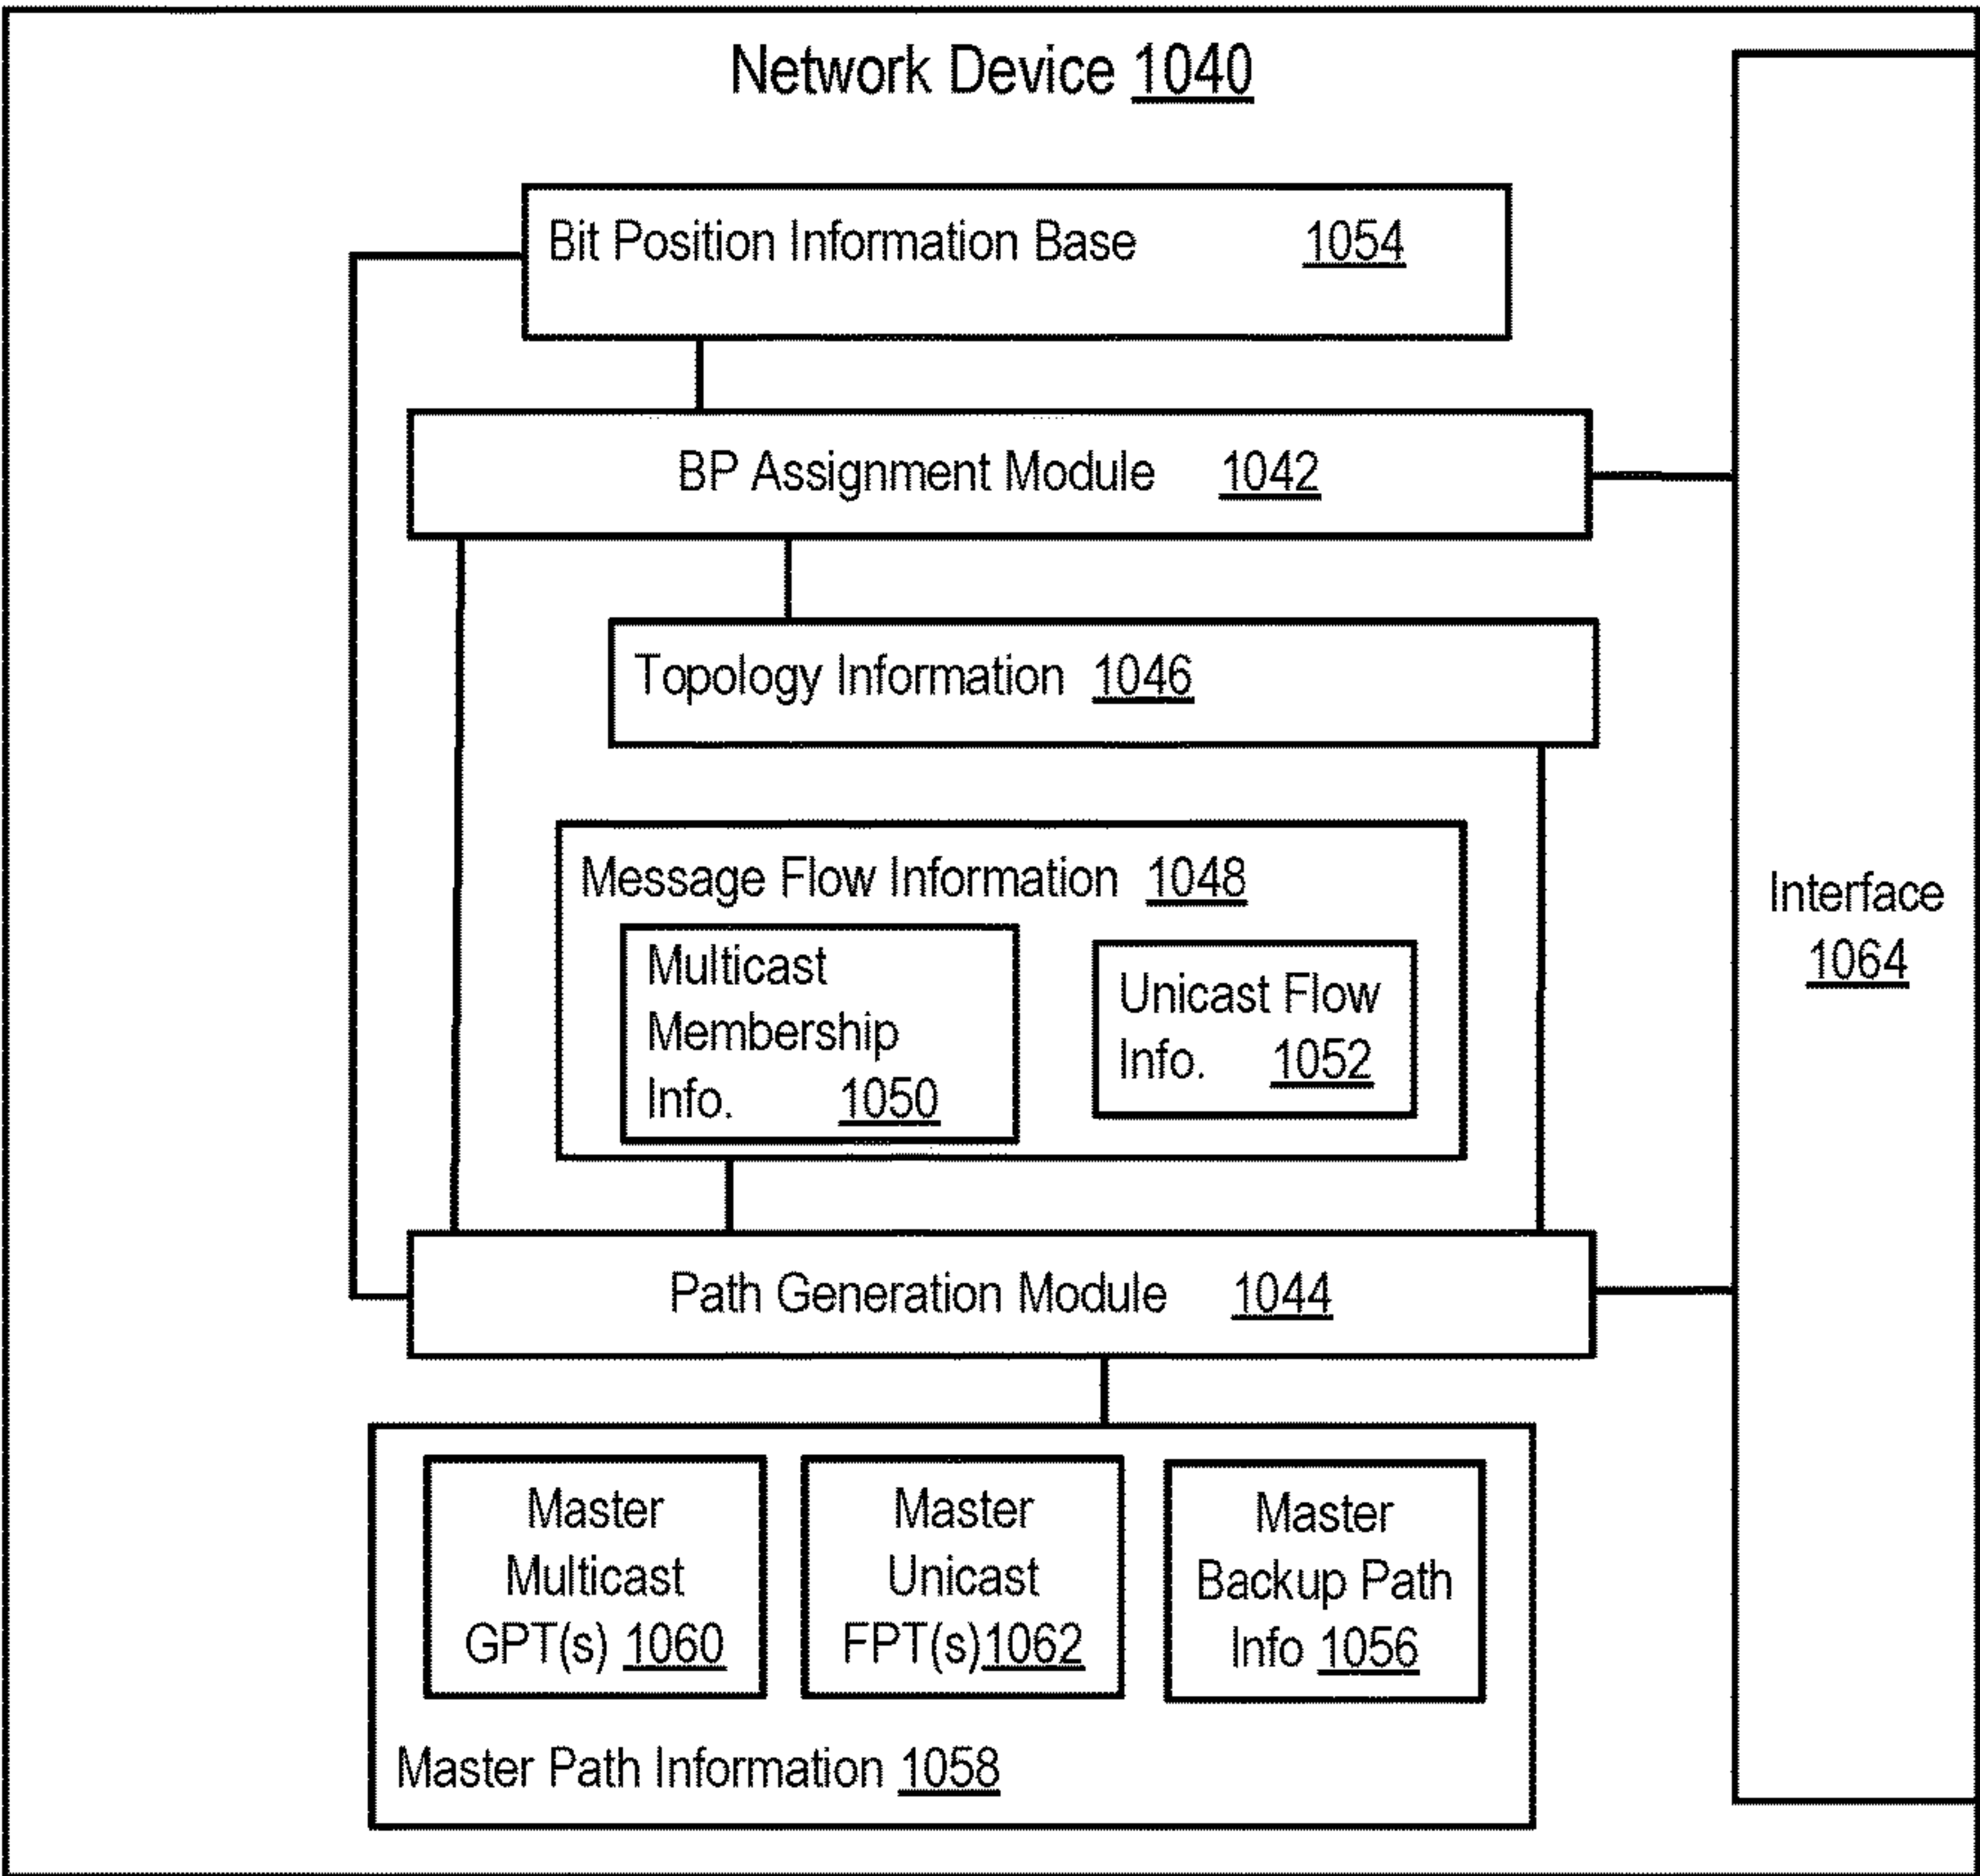 Network Device 1040
Bit Position Information Base 1054
BP Assignment Module 1042
Topology Information 1046
Message Flow Information 1048
Multicast
Membership
Info. 1050
Unicast Flow
Info. 1052
Interface
1064
Path Generation Module 1044
Master
Multicast
GPT(s) 1060
Master
Unicast
FPT(s)1062
Master
Backup Path
Info 1056
Master Path Information 1058